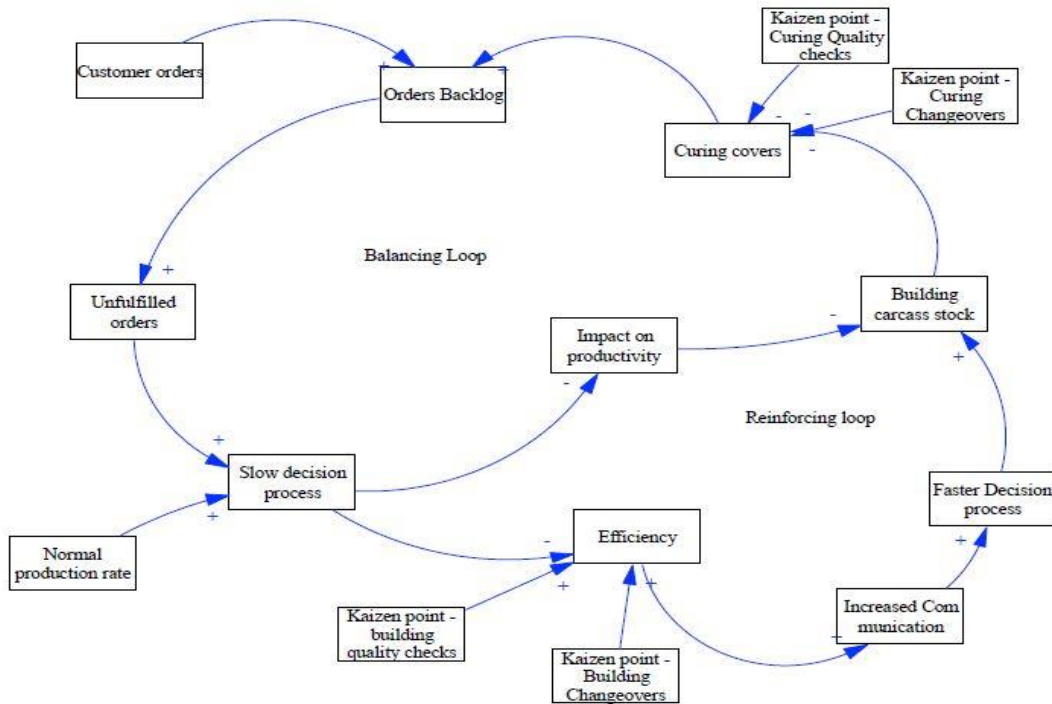 Kaizen point -
Curing Quality
checks
Customer orders
+
+
Orders Backlog
Kaizen point -
Curing
Changeovers
-
-
-
Curing covers
Balancing Loop
+
Unfulfilled
orders
Building
carcass stock
-
Impact on
productivity
-
+
Reinforcing loop
+
Slow decision
process
+
Faster Decision
process
Normal
production rate
-
Efficiency
+
+
+
Kaizen point -
building
quality checks
Increased Com
munication
+
Kaizen point -
Building
Changeovers